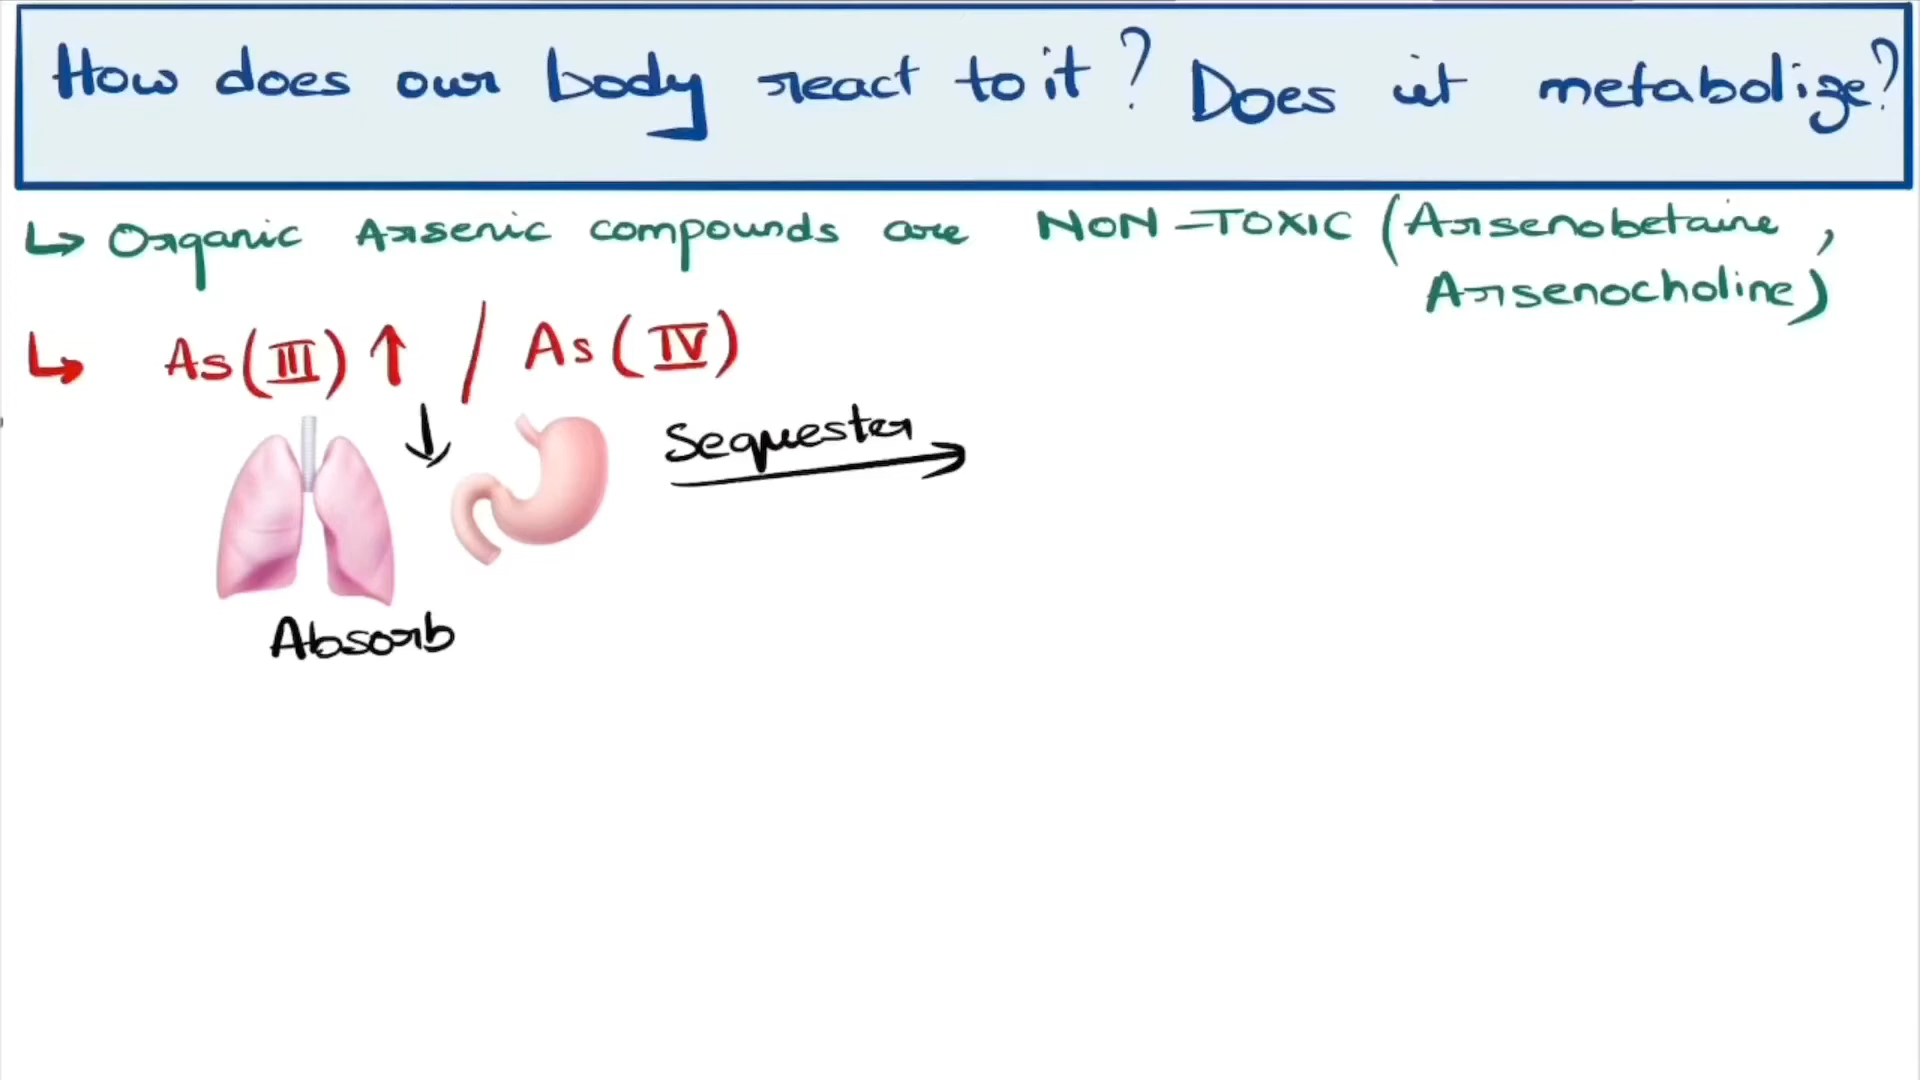 How does our body react to it? Does it metabolize?
↳ Organic Arsenic compounds are NON-TOXIC (Arsenobetaine,
Arsenocholine)
↳ As(III)↑ / As(IV)
Sequester
Absorb